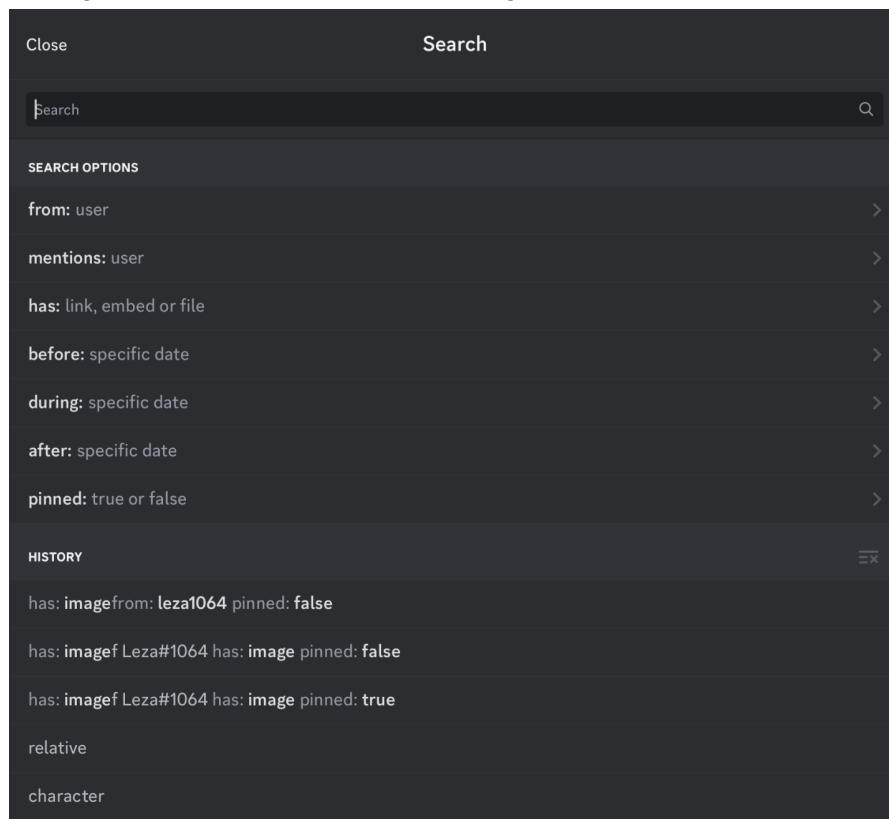 Close
Search
Search
SEARCH OPTIONS
from: user
mentions: user
has: link, embed or file
before: specific date
during: specific date
after: specific date
pinned: true or false
HISTORY
has: imagefrom: leza1064 pinned: false
has: imagef Leza#1064 has: image pinned: false
has: imagef Leza#1064 has: image pinned: true
relative
character